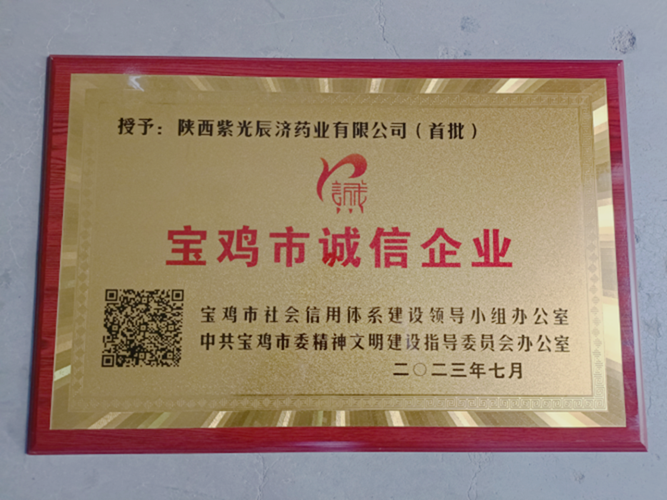 授予：陕西紫光辰济药业有限公司（首批）
誠
宝鸡市诚信企业
宝鸡市社会信用体系建设领导小组办公室
中共宝鸡市委精神文明建设指导委员会办公室
二〇二三年七月